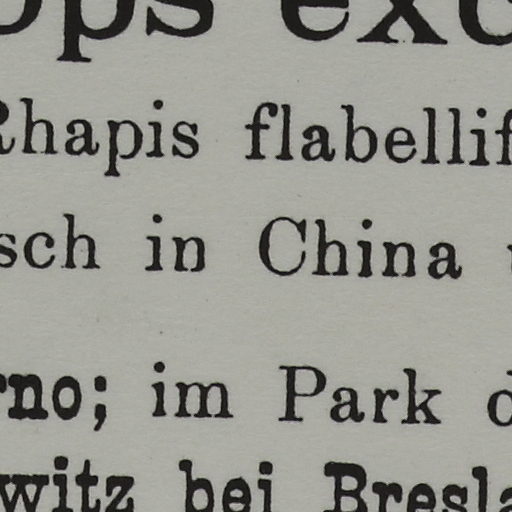 ops exc
Rhapis flabellif
sch in China
rno; im Park d
witz bei Bresla